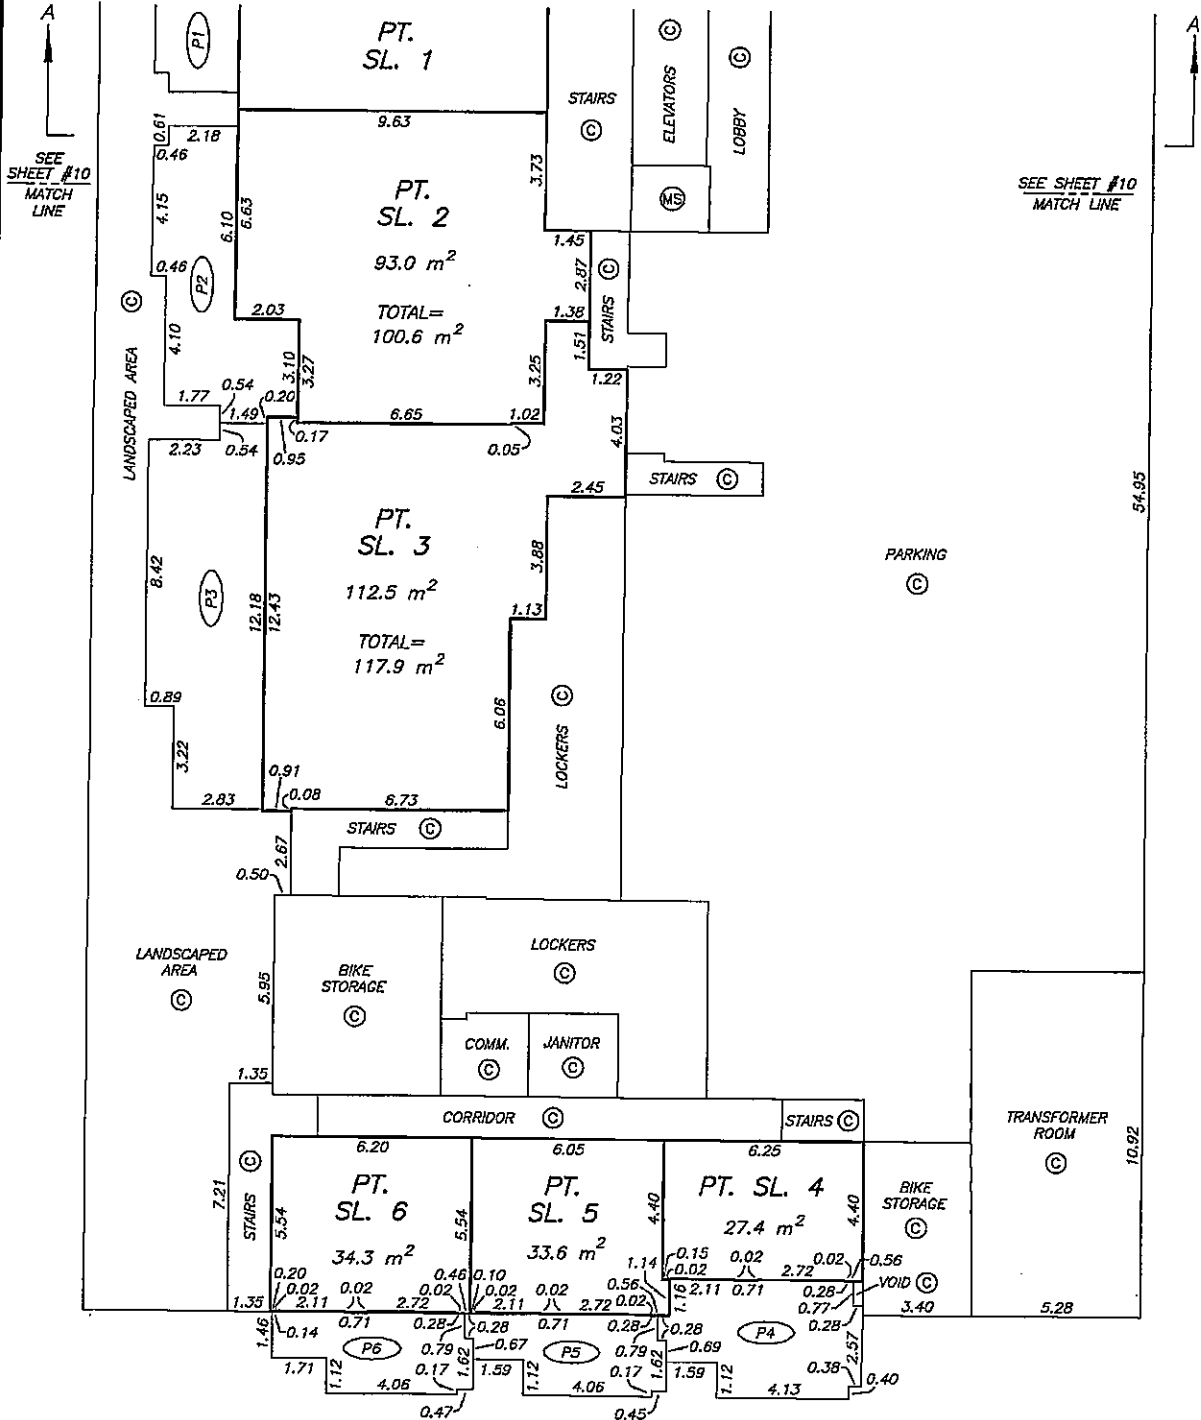 A
A
P1
PT.
SL. 1
STAIRS
C
ELEVATORS
C
LOBBY
C
MS
SEE
SHEET #10
MATCH
LINE
SEE SHEET #10
MATCH LINE
0.61
2.18
0.46
4.15
6.10
6.63
9.63
3.73
PT.
SL. 2
93.0 m²
TOTAL=
100.6 m²
1.45
2.87
STAIRS
C
0.46
P2
4.10
2.03
1.38
1.51
3.10
3.27
3.25
1.22
LANDSCAPED AREA
C
1.77
0.54
0.20
1.49
0.17
6.65
1.02
0.05
4.03
2.23
0.54
0.95
STAIRS C
2.45
54.95
PT.
SL. 3
112.5 m²
TOTAL=
117.9 m²
8.42
P3
12.18
12.43
3.88
1.13
6.06
PARKING
C
LOCKERS
C
0.89
3.22
0.91
0.08
2.83
6.73
STAIRS C
2.67
0.50
LANDSCAPED
AREA
C
5.95
BIKE
STORAGE
C
LOCKERS
C
COMM.
C
JANITOR
C
1.35
CORRIDOR C
STAIRS C
TRANSFORMER
ROOM
C
10.92
7.21
STAIRS
C
6.20
6.05
6.25
PT.
SL. 6
34.3 m²
PT.
SL. 5
33.6 m²
PT. SL. 4
27.4 m²
5.54
5.54
4.40
4.40
BIKE
STORAGE
C
VOID C
1.14
0.15
0.02
0.02
0.02
0.56
2.11
0.71
2.72
0.28
0.77
0.28
3.40
5.28
0.20
0.02
0.02
0.02
0.46
0.10
0.02
0.02
0.56
0.02
1.16
1.35
2.11
0.71
2.72
0.28
0.28
2.11
0.71
2.72
0.28
0.28
1.46
0.14
P6
0.79
0.67
P5
0.79
0.69
P4
2.57
1.71
1.12
4.06
0.17
1.62
1.59
1.12
4.06
0.17
1.62
1.59
1.12
4.13
0.38
0.40
0.47
0.45